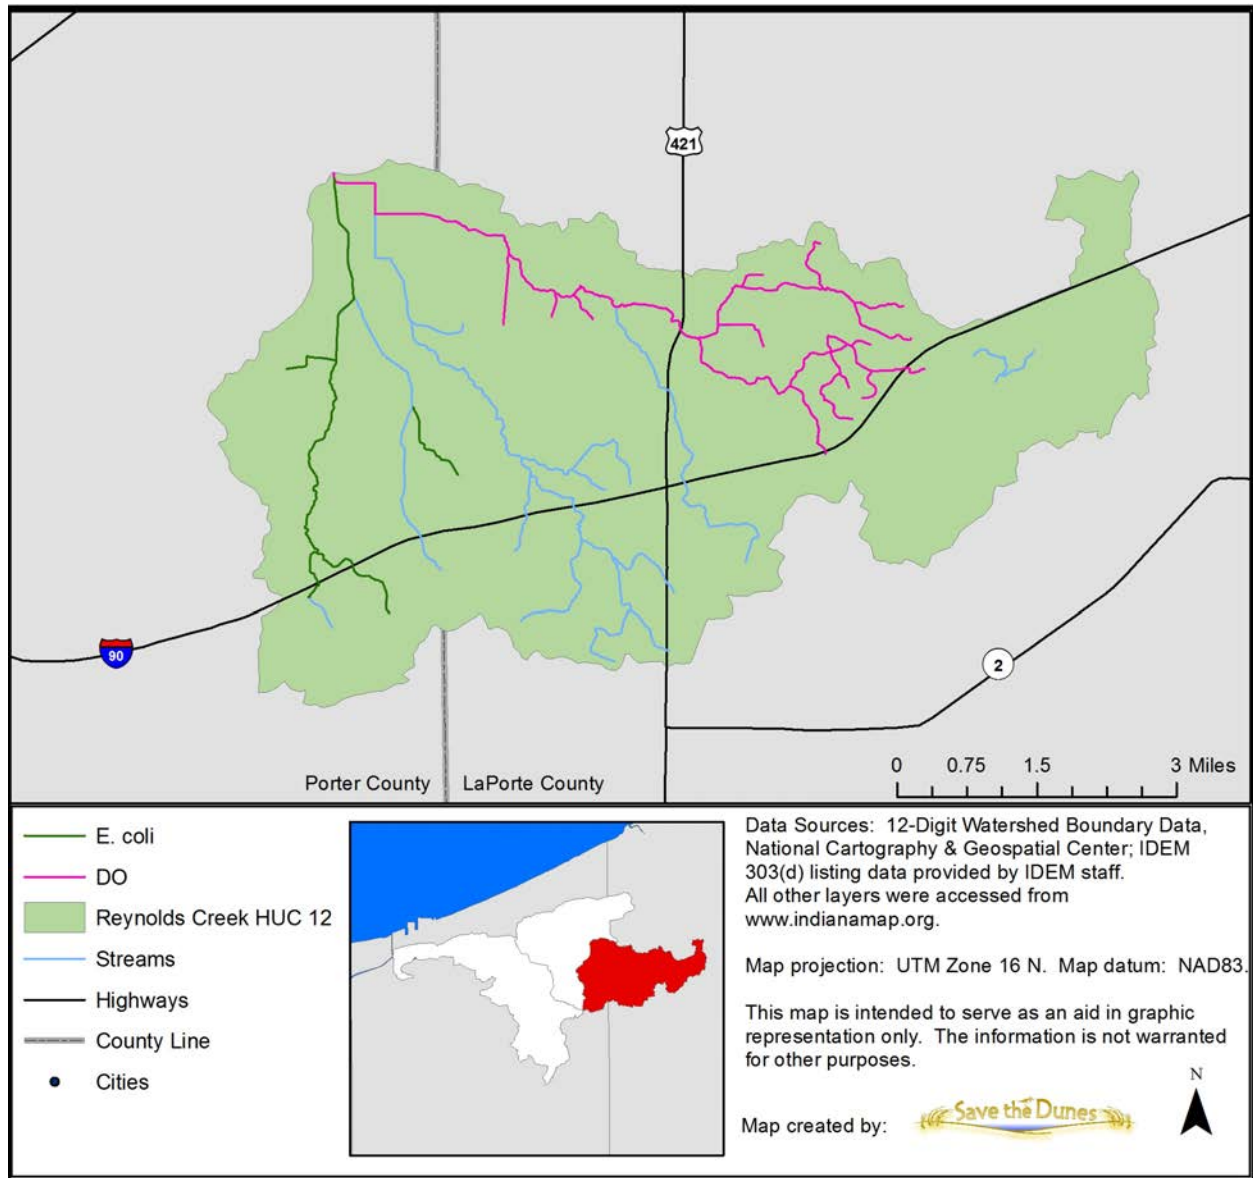 421
90
2
0 0.75 1.5 3 Miles
Porter County LaPorte County
E. coli
DO
Reynolds Creek HUC 12
Streams
Highways
County Line
Cities
Data Sources: 12-Digit Watershed Boundary Data,
National Cartography & Geospatial Center; IDEM
303(d) listing data provided by IDEM staff.
All other layers were accessed from
www.indianamap.org.
Map projection: UTM Zone 16 N. Map datum: NAD83.
This map is intended to serve as an aid in graphic
representation only. The information is not warranted
for other purposes.
N
Map created by:
Save the Dunes